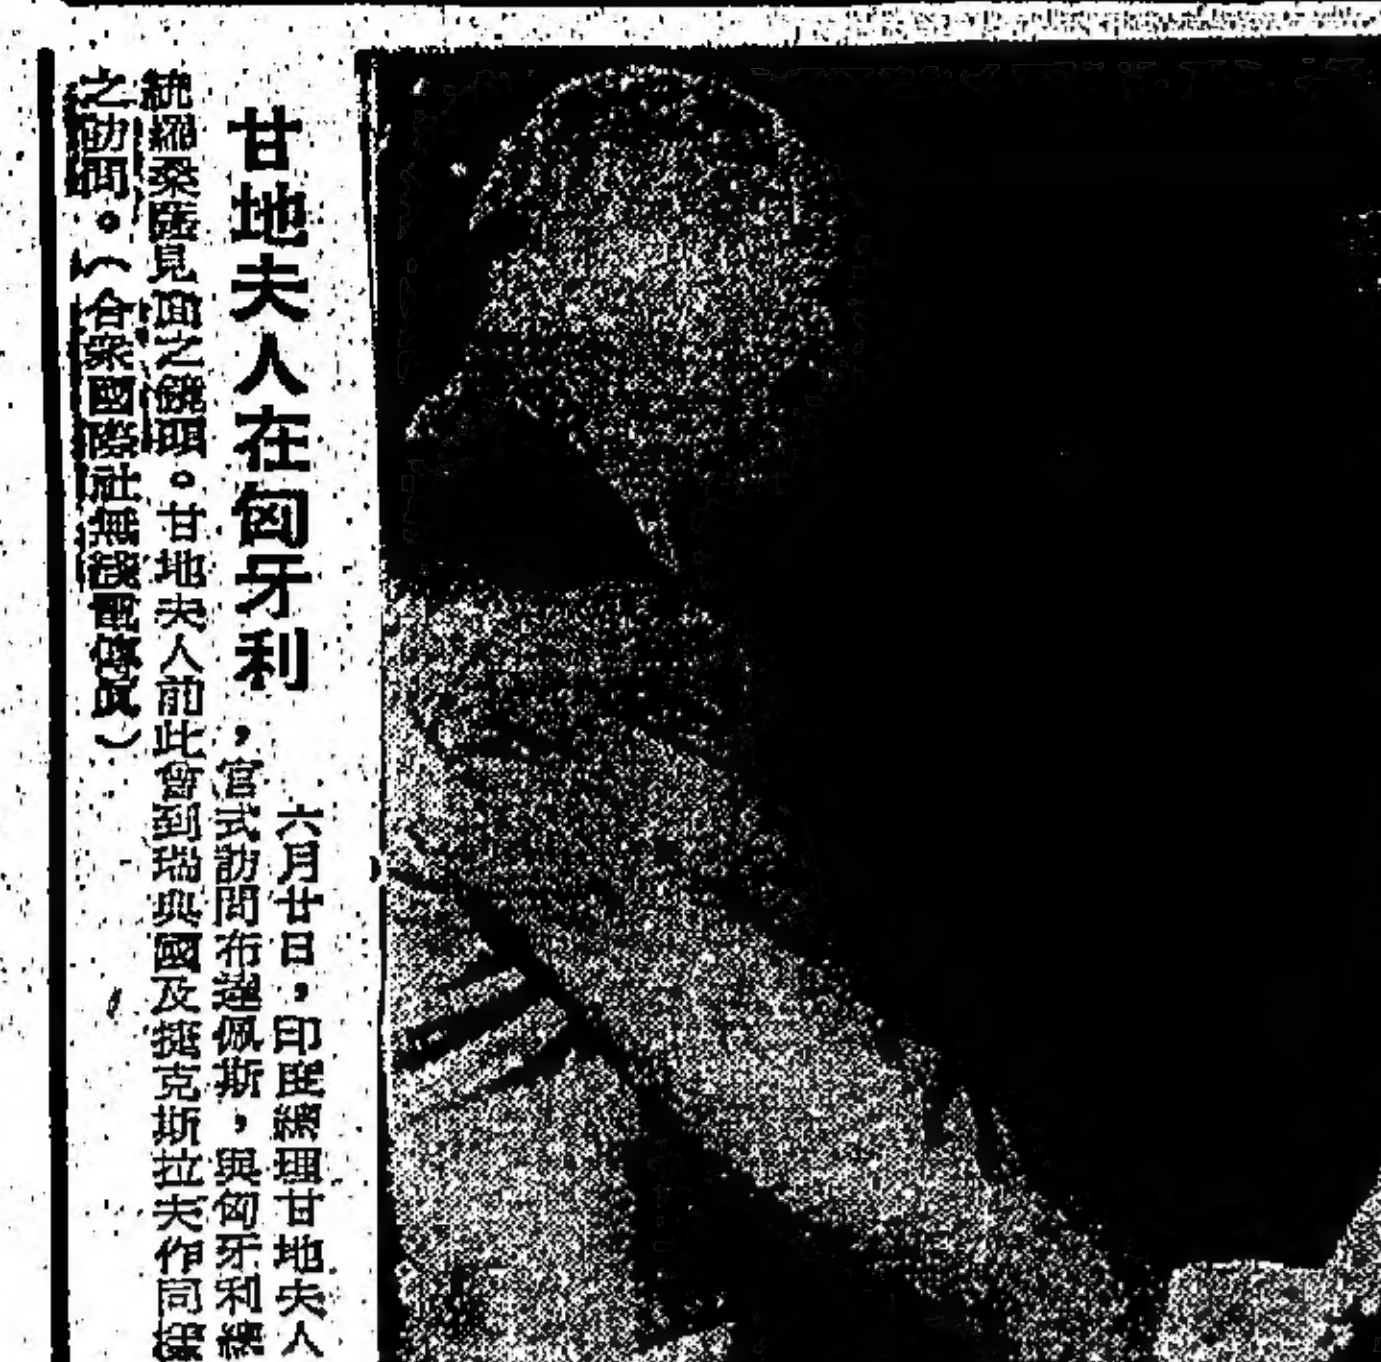 甘地夫人在匈牙利
六月廿日，印度總理甘地夫人
，官式訪問布達佩斯，與匈牙利總
統羅桑匯見面之鏡頭。甘地夫人前此曾到瑞典國及捷克斯拉夫作同樣
之訪問。（合衆國際社無綫電傳眞）